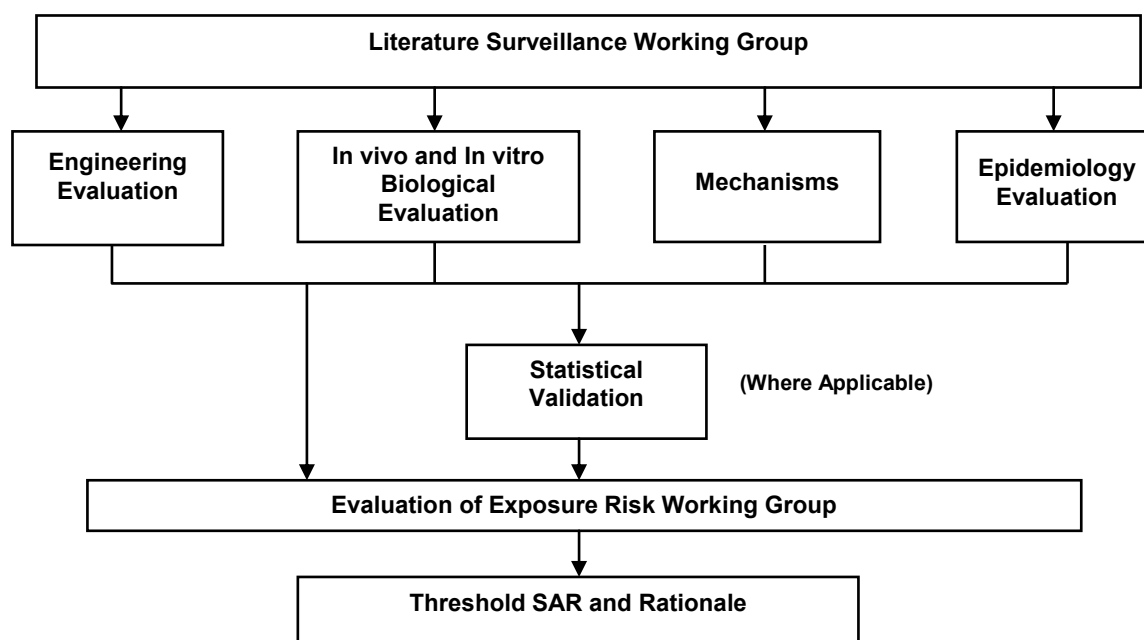 Literature Surveillance Working Group
Engineering
Evaluation
In vivo and In vitro
Biological
Evaluation
Mechanisms
Epidemiology
Evaluation
Statistical
Validation
(Where Applicable)
Evaluation of Exposure Risk Working Group
Threshold SAR and Rationale